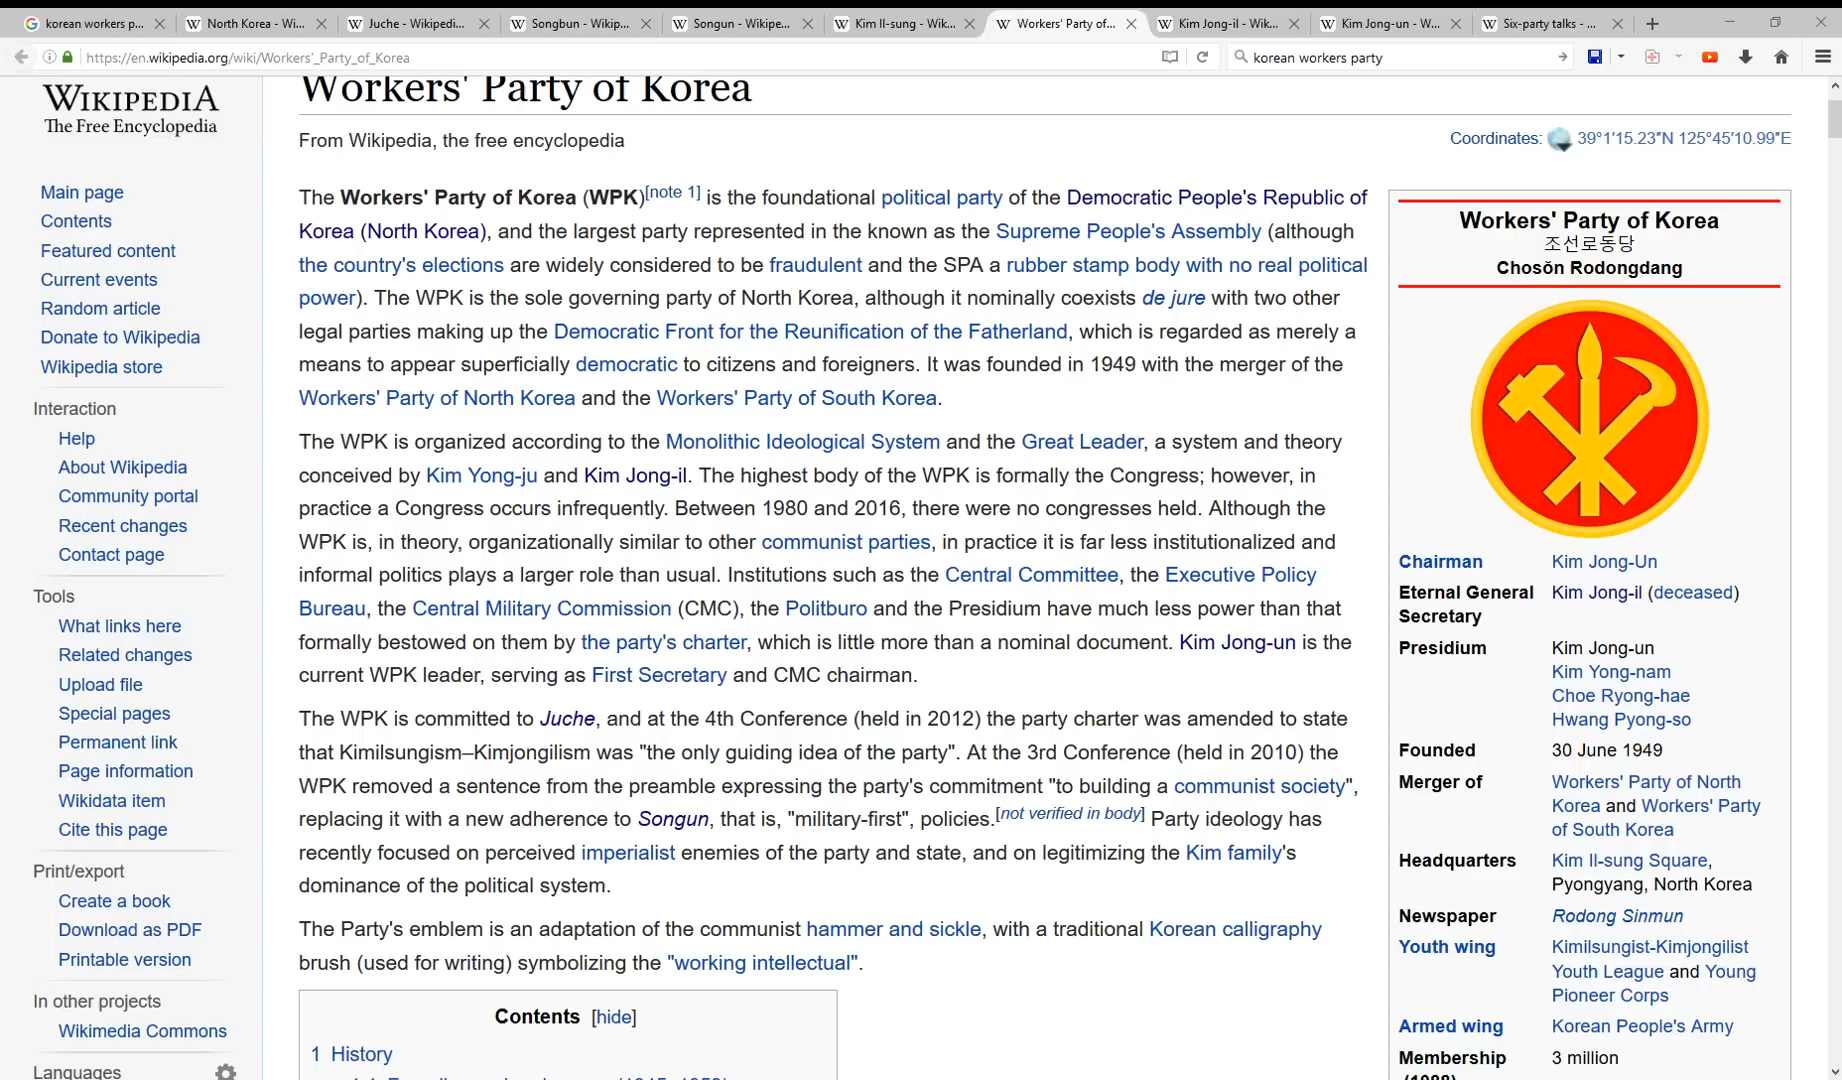 korean workers p...
North Korea - Wi...
Juche - Wikipedi...
Songbun - Wikip...
Songun - Wikipe...
Kim Il-sung - Wik...
Workers' Party of...
Kim Jong-il - Wik...
Kim Jong-un - W...
Six-party talks - ...
https://en.wikipedia.org/wiki/Workers'_Party_of_Korea
korean workers party
WIKIPEDIA
The Free Encyclopedia
Main page
Contents
Featured content
Current events
Random article
Donate to Wikipedia
Wikipedia store
Interaction
Help
About Wikipedia
Community portal
Recent changes
Contact page
Tools
What links here
Related changes
Upload file
Special pages
Permanent link
Page information
Wikidata item
Cite this page
Print/export
Create a book
Download as PDF
Printable version
In other projects
Wikimedia Commons
Languages
Workers' Party of Korea
From Wikipedia, the free encyclopedia
Coordinates: 39°1′15.23″N 125°45′10.99″E
The Workers' Party of Korea (WPK)[note 1] is the foundational political party of the Democratic People's Republic of
Korea (North Korea), and the largest party represented in the known as the Supreme People's Assembly (although
the country's elections are widely considered to be fraudulent and the SPA a rubber stamp body with no real political
power). The WPK is the sole governing party of North Korea, although it nominally coexists de jure with two other
legal parties making up the Democratic Front for the Reunification of the Fatherland, which is regarded as merely a
means to appear superficially democratic to citizens and foreigners. It was founded in 1949 with the merger of the
Workers' Party of North Korea and the Workers' Party of South Korea.
The WPK is organized according to the Monolithic Ideological System and the Great Leader, a system and theory
conceived by Kim Yong-ju and Kim Jong-il. The highest body of the WPK is formally the Congress; however, in
practice a Congress occurs infrequently. Between 1980 and 2016, there were no congresses held. Although the
WPK is, in theory, organizationally similar to other communist parties, in practice it is far less institutionalized and
informal politics plays a larger role than usual. Institutions such as the Central Committee, the Executive Policy
Bureau, the Central Military Commission (CMC), the Politburo and the Presidium have much less power than that
formally bestowed on them by the party's charter, which is little more than a nominal document. Kim Jong-un is the
current WPK leader, serving as First Secretary and CMC chairman.
The WPK is committed to Juche, and at the 4th Conference (held in 2012) the party charter was amended to state
that Kimilsungism–Kimjongilism was "the only guiding idea of the party". At the 3rd Conference (held in 2010) the
WPK removed a sentence from the preamble expressing the party's commitment "to building a communist society",
replacing it with a new adherence to Songun, that is, "military-first", policies.[not verified in body] Party ideology has
recently focused on perceived imperialist enemies of the party and state, and on legitimizing the Kim family's
dominance of the political system.
The Party's emblem is an adaptation of the communist hammer and sickle, with a traditional Korean calligraphy
brush (used for writing) symbolizing the "working intellectual".
Contents [hide]
1 History
Workers' Party of Korea
조선로동당
Chosŏn Rodongdang
Chairman Kim Jong-Un
Eternal General Kim Jong-il (deceased)
Secretary
Presidium Kim Jong-un
Kim Yong-nam
Choe Ryong-hae
Hwang Pyong-so
Founded 30 June 1949
Merger of Workers' Party of North
Korea and Workers' Party
of South Korea
Headquarters Kim Il-sung Square,
Pyongyang, North Korea
Newspaper Rodong Sinmun
Youth wing Kimilsungist-Kimjongilist
Youth League and Young
Pioneer Corps
Armed wing Korean People's Army
Membership 3 million